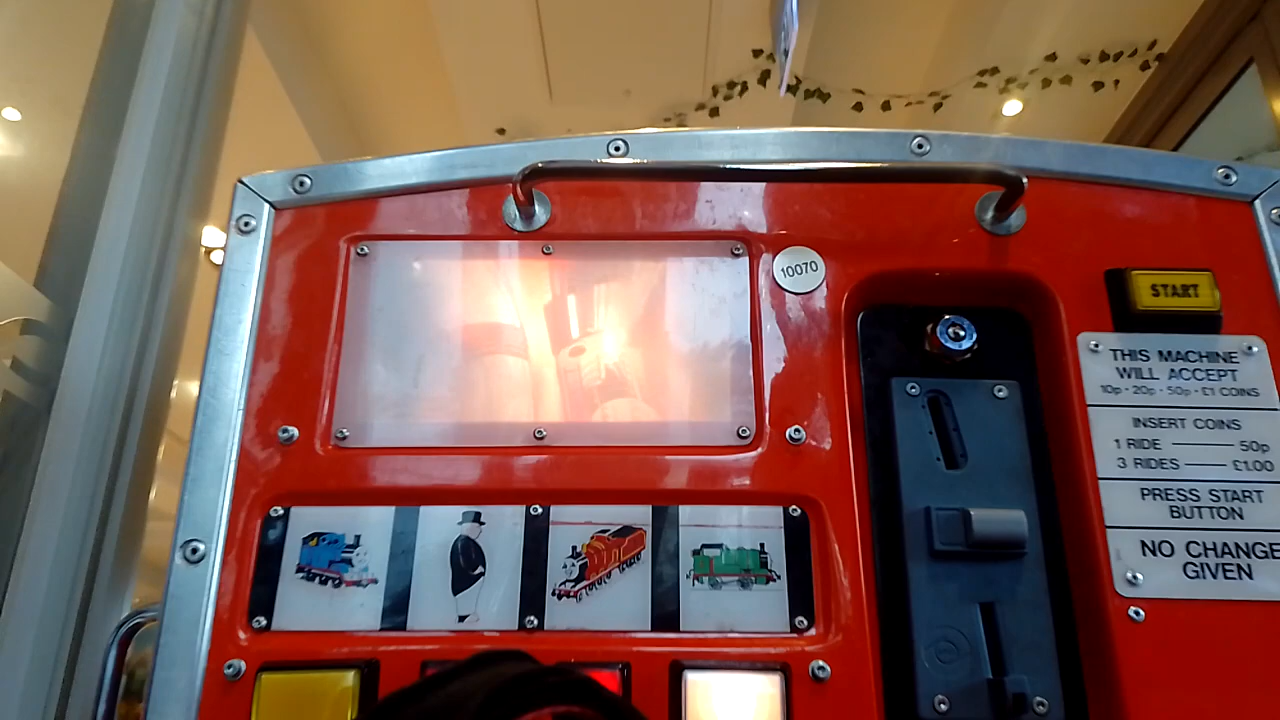 10070
START
THIS MACHINE
WILL ACCEPT
10p • 20p • 50p • £1 COINS
INSERT COINS
1 RIDE —— 50p
3 RIDES —— £1.00
PRESS START
BUTTON
NO CHANGE
GIVEN